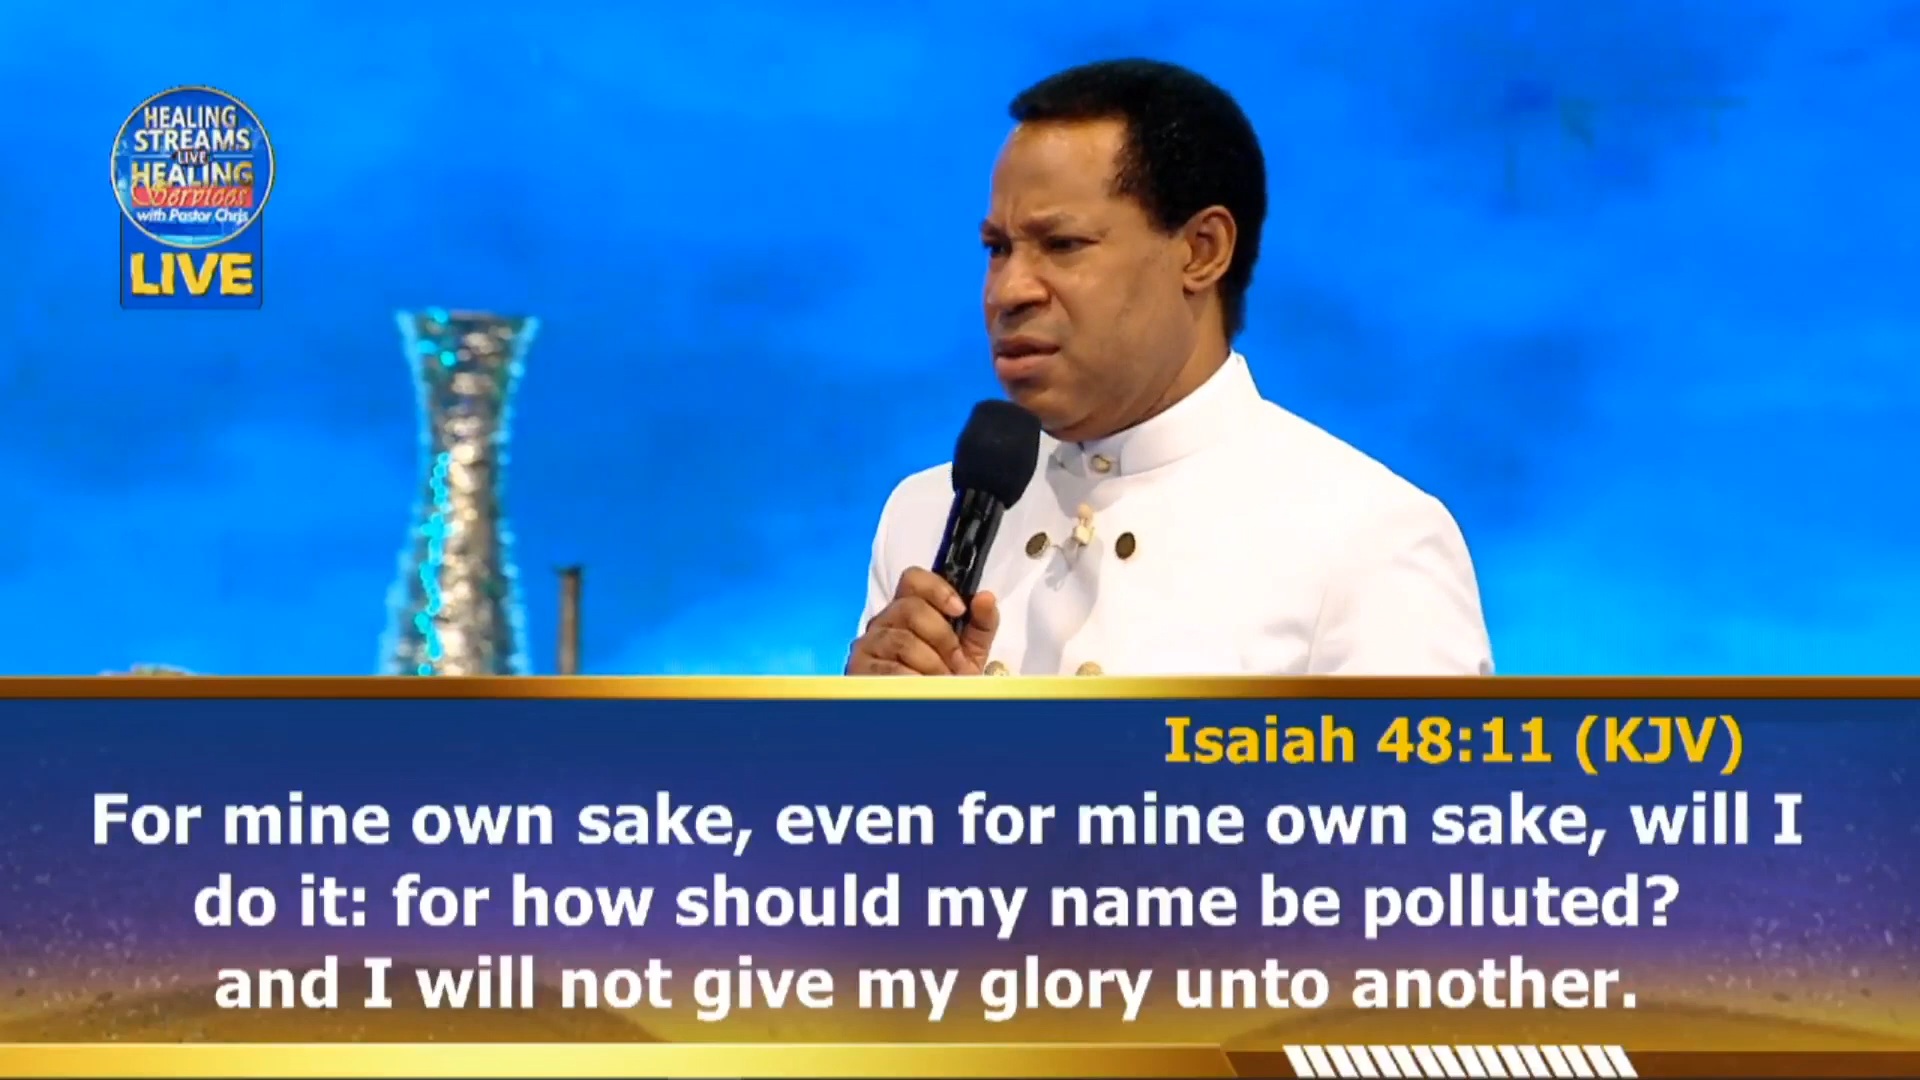 HEALING
STREAMS
LIVE
HEALING
Services
with Pastor Chris
LIVE
Isaiah 48:11 (KJV)
For mine own sake, even for mine own sake, will I
do it: for how should my name be polluted?
and I will not give my glory unto another.